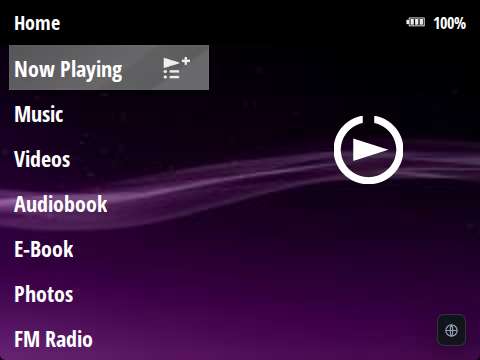 Home
100%
Now Playing
Music
Videos
Audiobook
E-Book
Photos
FM Radio